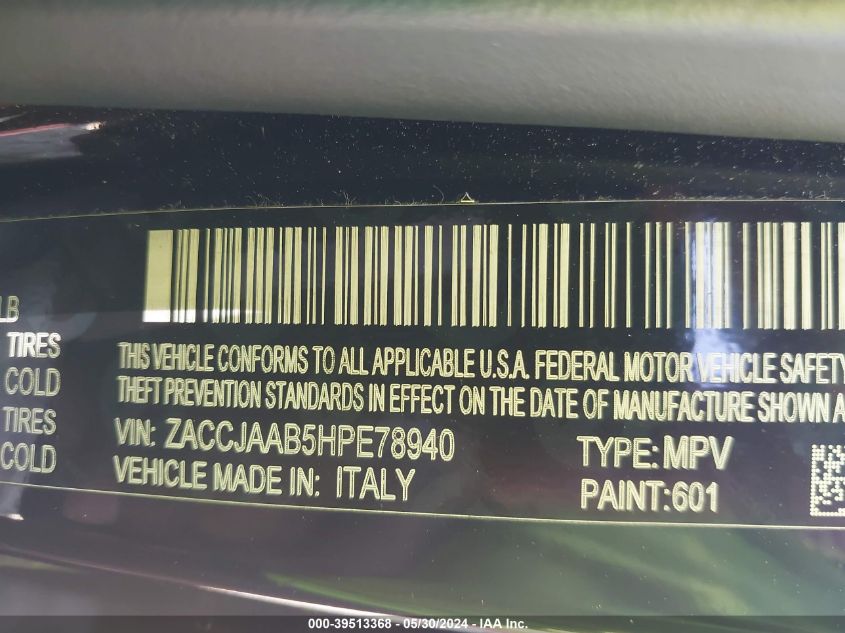 LB
TIRES
COLD
TIRES
COLD
THIS VEHICLE CONFORMS TO ALL APPLICABLE U.S.A. FEDERAL MOTOR VEHICLE SAFETY
THEFT PREVENTION STANDARDS IN EFFECT ON THE DATE OF MANUFACTURE SHOWN A
VIN: ZACCJAAB5HPE78940
TYPE: MPV
VEHICLE MADE IN: ITALY
PAINT:601
000-39513368 - 05/30/2024 - IAA Inc.